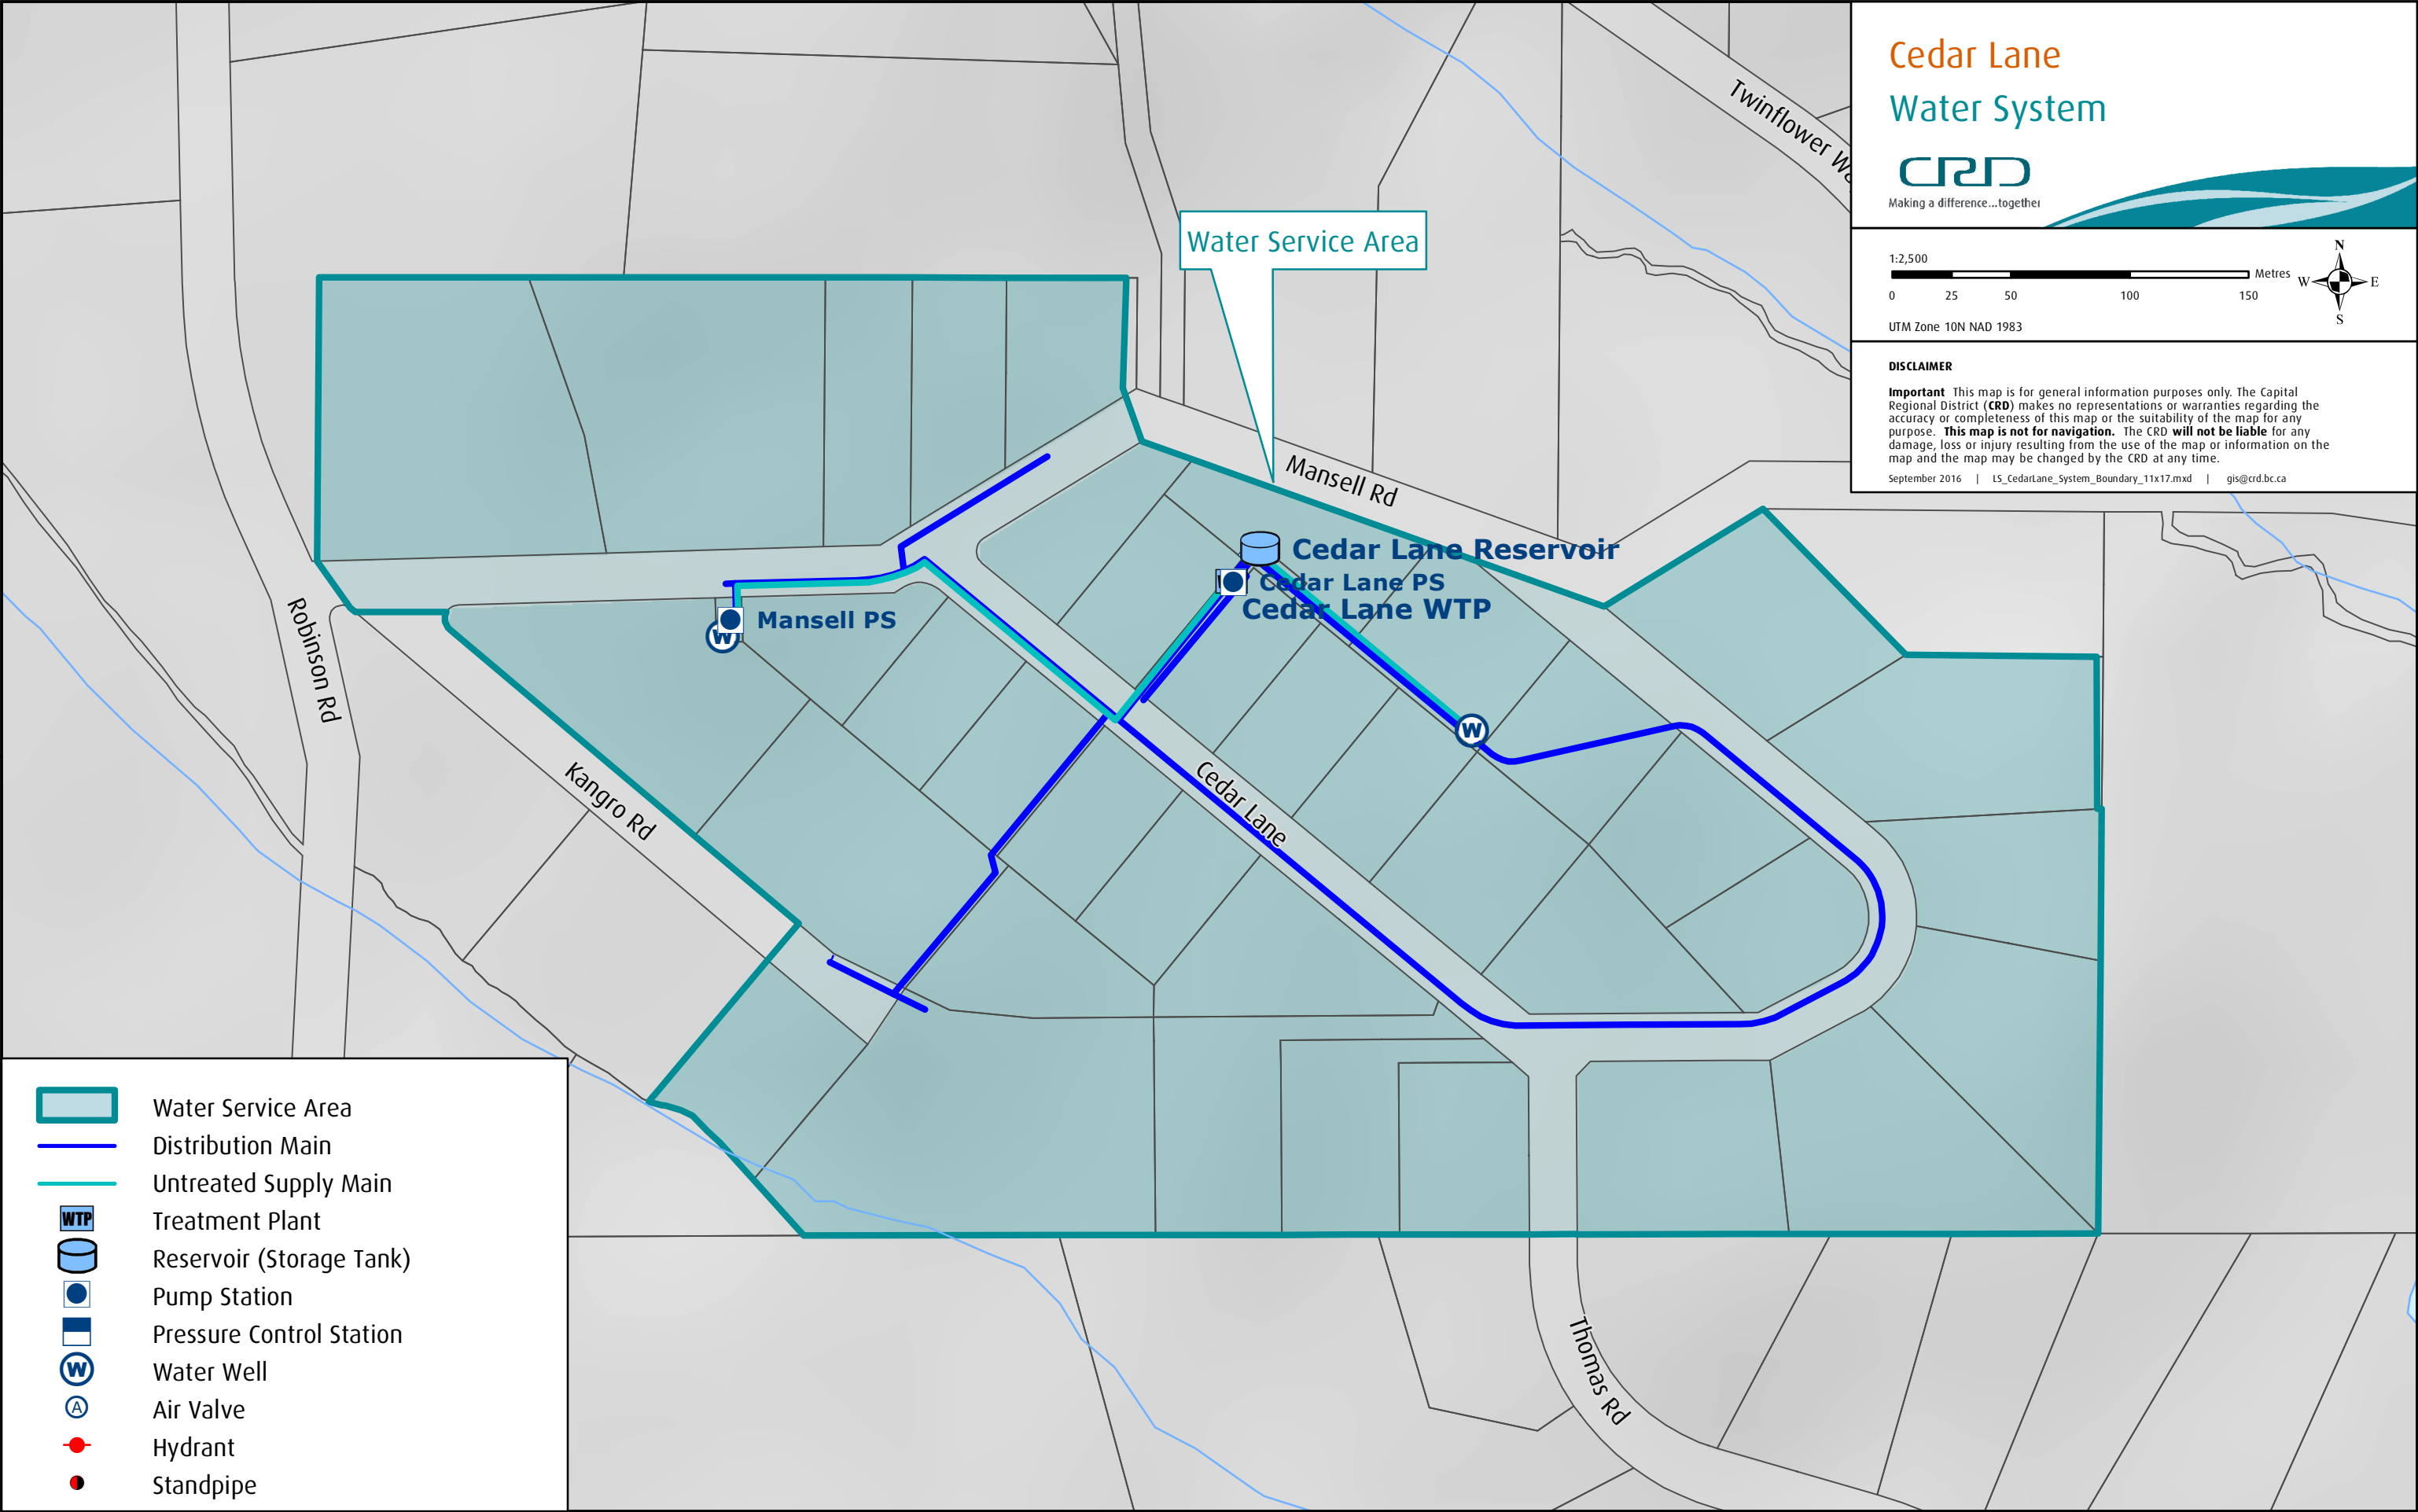 Cedar Lane
Water System
CRD
Making a difference...together
1:2,500
Metres
0 25 50 100 150
N
W E
S
UTM Zone 10N NAD 1983
DISCLAIMER
Important This map is for general information purposes only. The Capital
Regional District (CRD) makes no representations or warranties regarding the
accuracy or completeness of this map or the suitability of the map for any
purpose. This map is not for navigation. The CRD will not be liable for any
damage, loss or injury resulting from the use of the map or information on the
map and the map may be changed by the CRD at any time.
September 2016 | LS_CedarLane_System_Boundary_11x17.mxd | gis@crd.bc.ca
Twinflower
Water Service Area
Mansell Rd
Cedar Lane Reservoir
Cedar Lane PS
Cedar Lane WTP
Mansell PS
W
W
Robinson Rd
Kangro Rd
Cedar Lane
Thomas Rd
Water Service Area
Distribution Main
Untreated Supply Main
WTP Treatment Plant
Reservoir (Storage Tank)
Pump Station
Pressure Control Station
W Water Well
A Air Valve
Hydrant
Standpipe